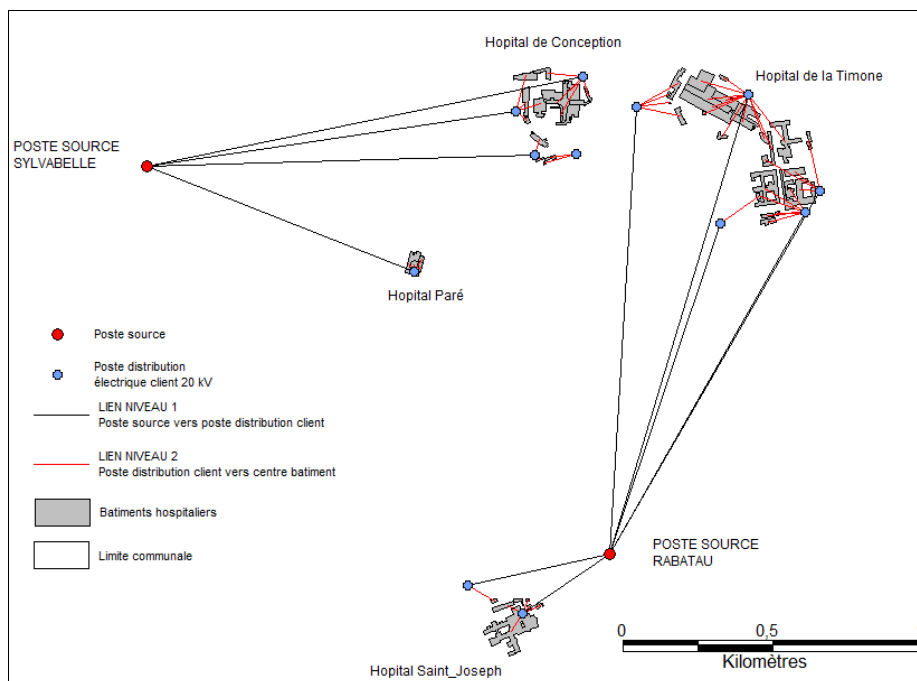 Hopital de Conception
Hopital de la Timone
POSTE SOURCE
SYLVABELLE
Hopital Paré
Poste source
Poste distribution
électrique client 20 kV
LIEN NIVEAU 1
Poste source vers poste distribution client
LIEN NIVEAU 2
Poste distribution client vers centre batiment
Batiments hospitaliers
Limite communale
POSTE SOURCE
RABATAU
Hopital Saint_Joseph
0 0,5
Kilomètres